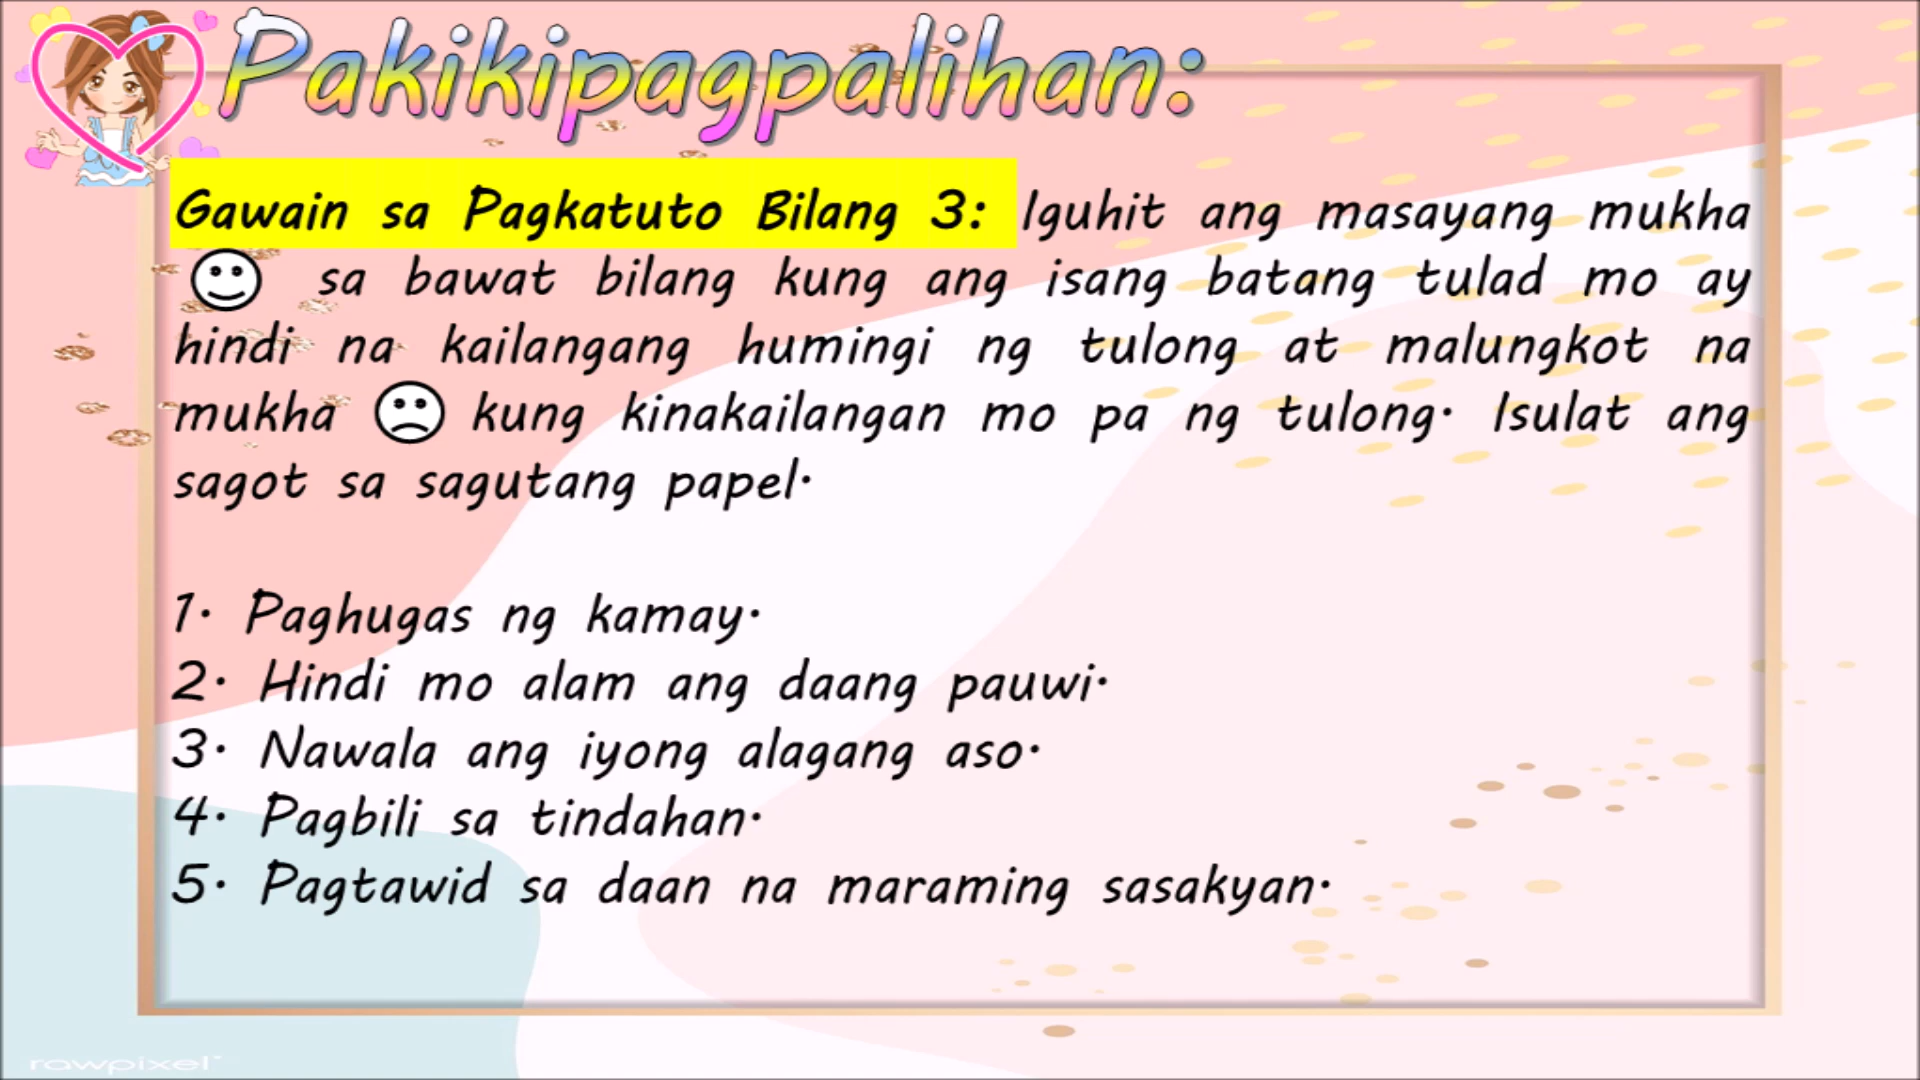 Pakikipagpalihan:
Gawain sa Pagkatuto Bilang 3: Iguhit ang masayang mukha
sa bawat bilang kung ang isang batang tulad mo ay
hindi na kailangang humingi ng tulong at malungkot na
mukha kung kinakailangan mo pa ng tulong. Isulat ang
sagot sa sagutang papel.
1. Paghugas ng kamay.
2. Hindi mo alam ang daang pauwi.
3. Nawala ang iyong alagang aso.
4. Pagbili sa tindahan.
5. Pagtawid sa daan na maraming sasakyan.
rawpixel